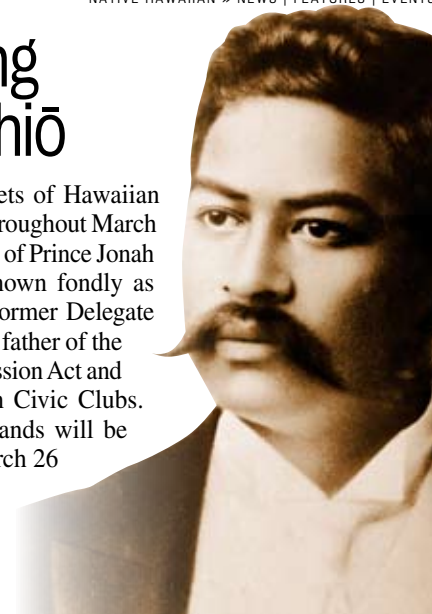 NATIVE HAWAIIAN » NEWS | FEATURES | EVENTS
ng
hiō
ets of Hawaiian
roughout March
of Prince Jonah
nown fondly as
ormer Delegate
father of the
ssion Act and
n Civic Clubs.
ands will be
rch 26